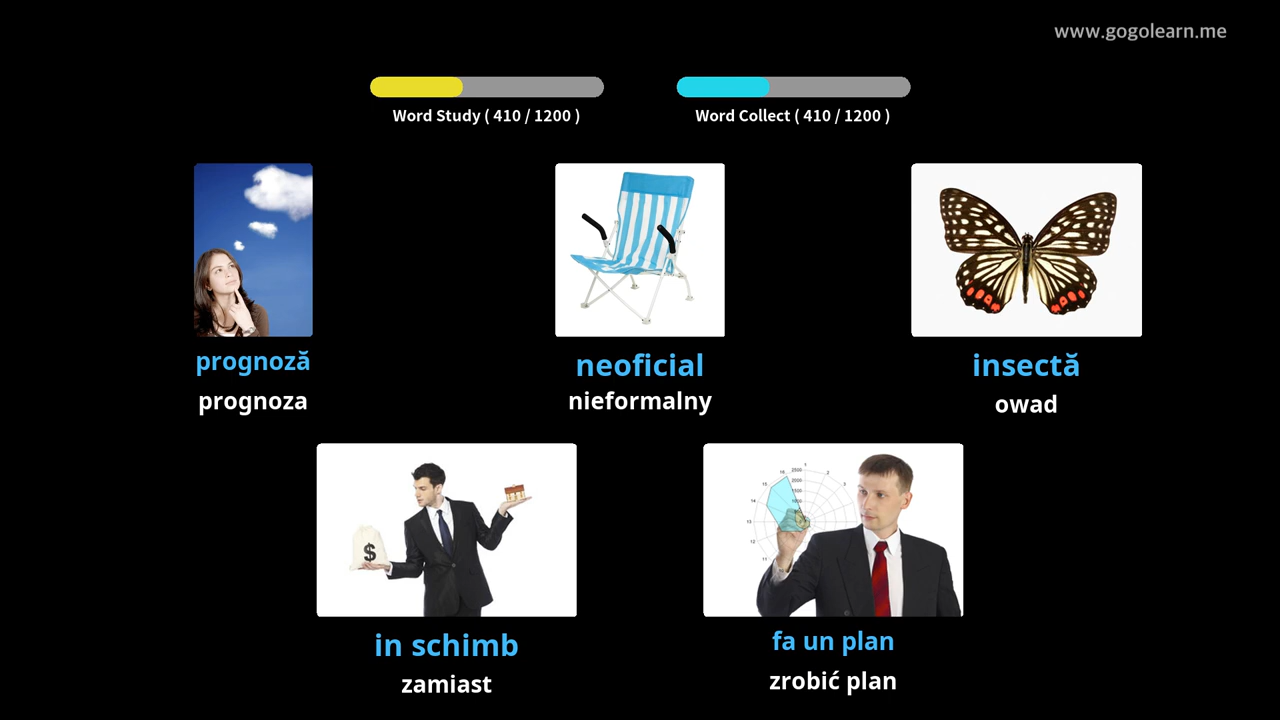 www.gogolearn.me
Word Study ( 410 / 1200 )
Word Collect ( 410 / 1200 )
prognoză
prognoza
neoficial
nieformalny
insectă
owad
$
in schimb
zamiast
fa un plan
zrobić plan